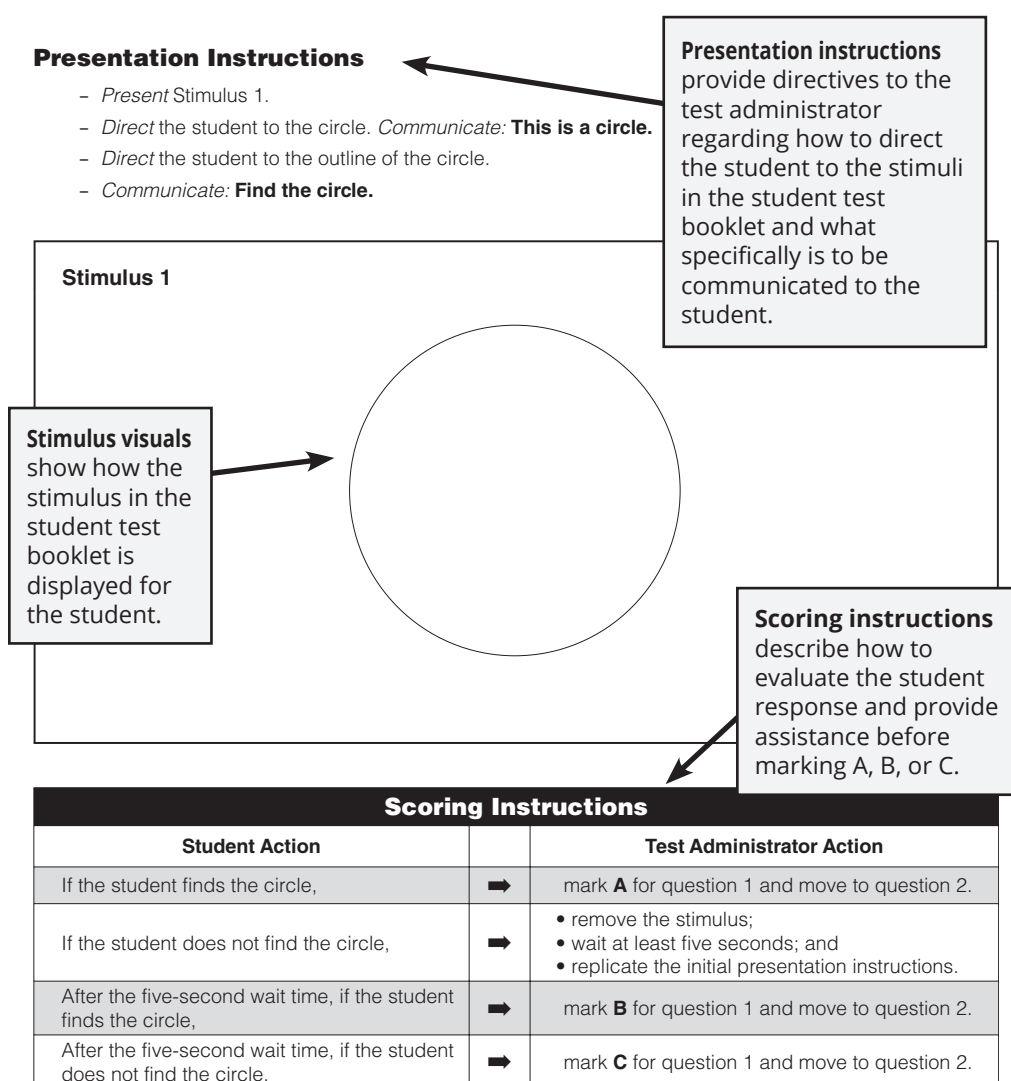 Presentation Instructions
– Present Stimulus 1.
– Direct the student to the circle. Communicate: This is a circle.
– Direct the student to the outline of the circle.
– Communicate: Find the circle.
Presentation instructions
provide directives to the
test administrator
regarding how to direct
the student to the stimuli
in the student test
booklet and what
specifically is to be
communicated to the
student.
Stimulus 1
Stimulus visuals
show how the
stimulus in the
student test
booklet is
displayed for
the student.
Scoring instructions
describe how to
evaluate the student
response and provide
assistance before
marking A, B, or C.
Scoring Instructions
Student Action
Test Administrator Action
If the student finds the circle,
➡
mark A for question 1 and move to question 2.
If the student does not find the circle,
➡
• remove the stimulus;
• wait at least five seconds; and
• replicate the initial presentation instructions.
After the five-second wait time, if the student
finds the circle,
➡
mark B for question 1 and move to question 2.
After the five-second wait time, if the student
does not find the circle,
➡
mark C for question 1 and move to question 2.